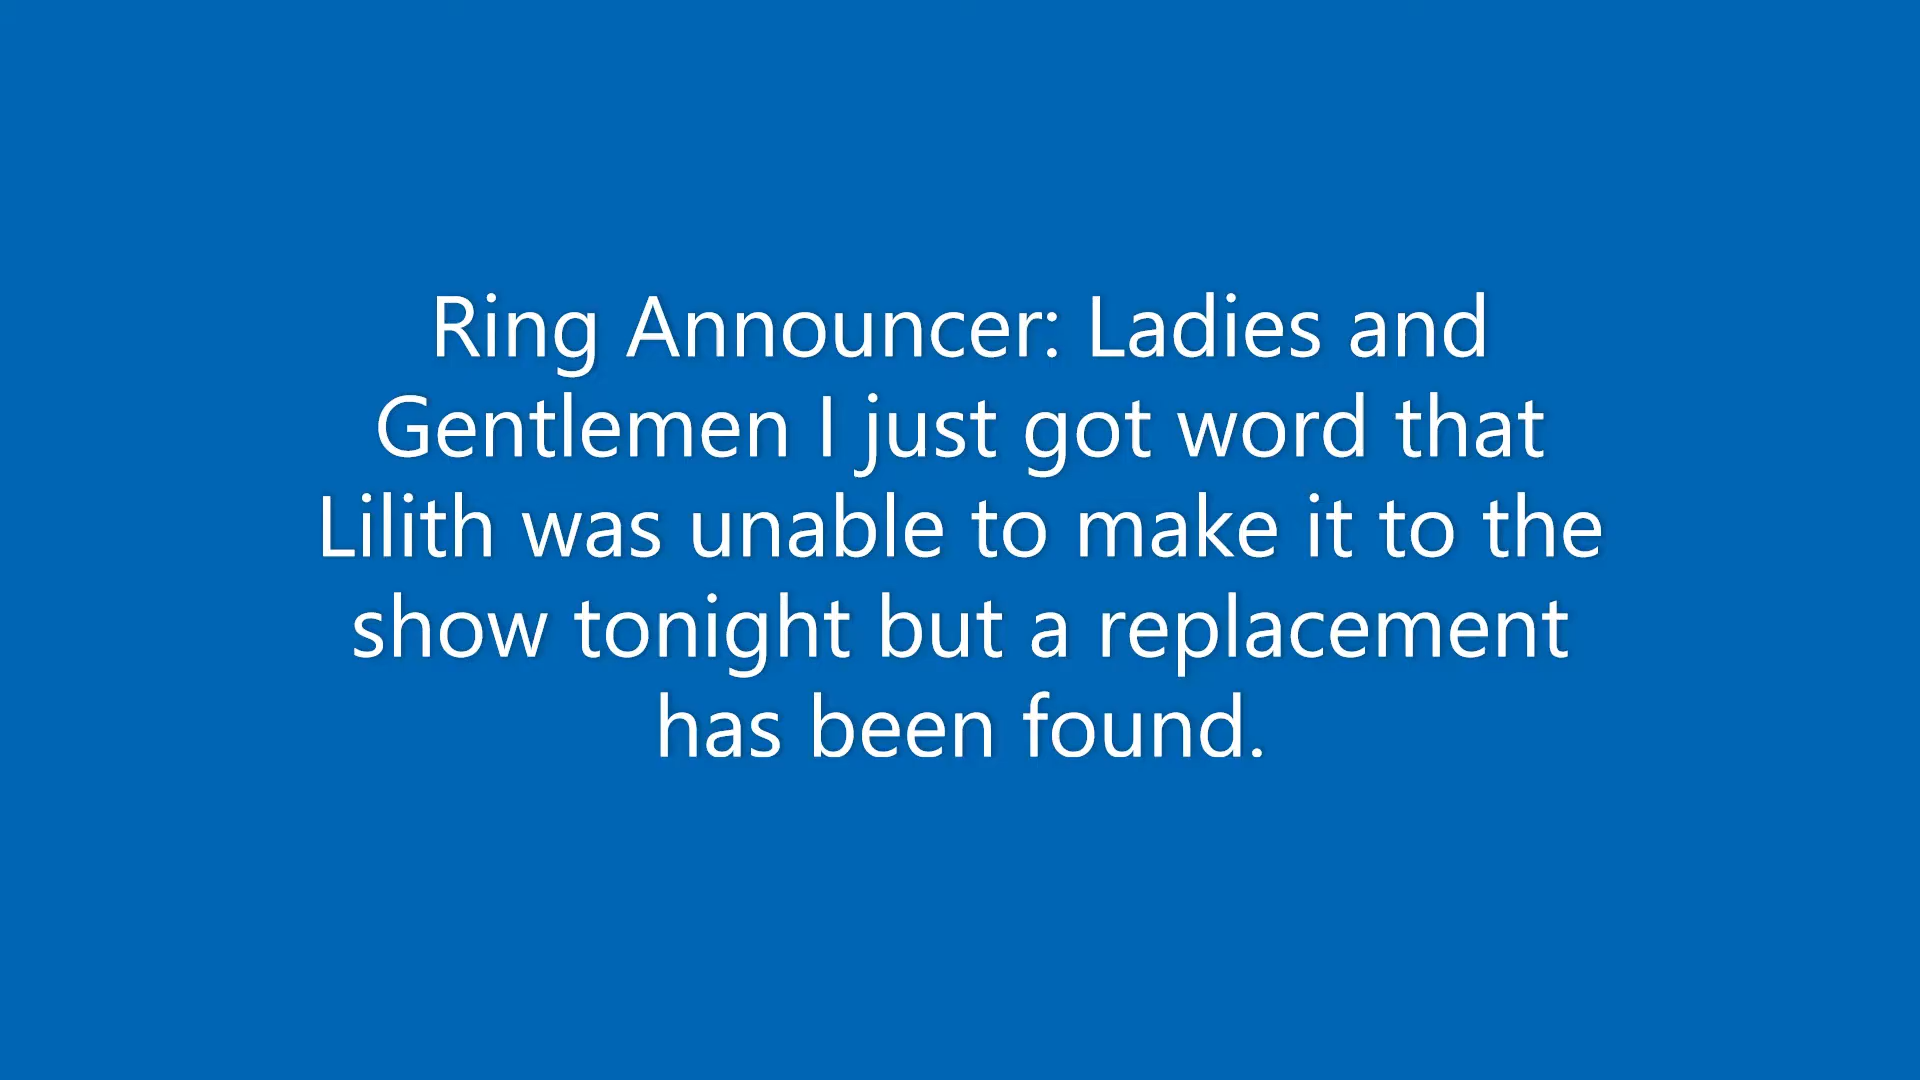 Ring Announcer: Ladies and
Gentlemen I just got word that
Lilith was unable to make it to the
show tonight but a replacement
has been found.